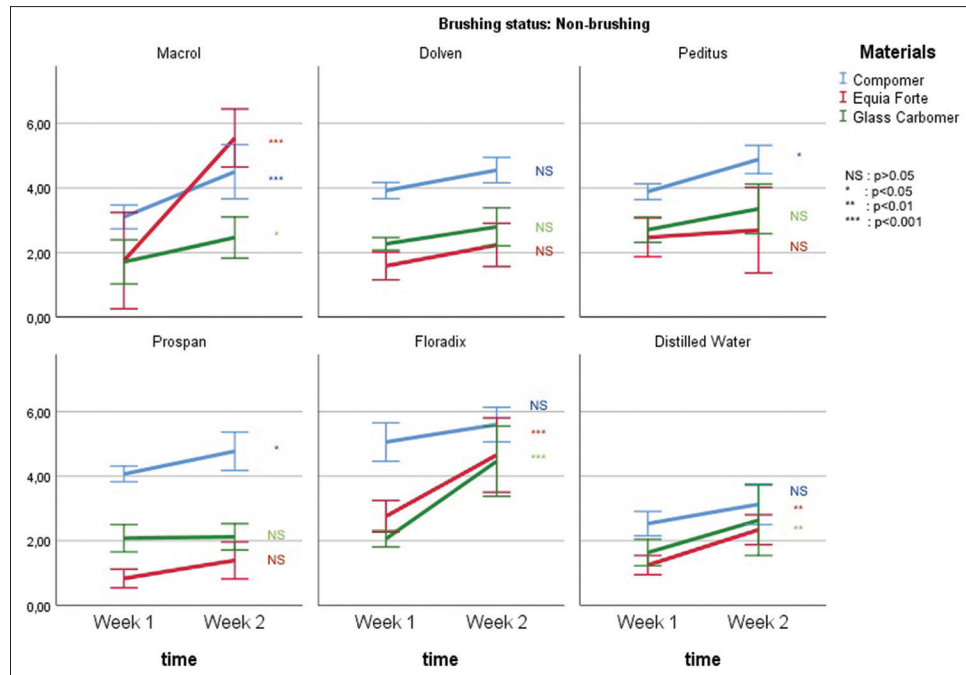 Brushing status: Non-brushing
Macrol
Dolven
Peditus
Materials
Compomer
Equia Forte
Glass Carbomer
6,00
4,00
2,00
0,00
***
***
*
NS
NS
NS
*
NS
NS
NS : p>0.05
* : p<0.05
** : p<0.01
*** : p<0.001
Prospan
Floradix
Distilled Water
6,00
4,00
2,00
0,00
*
NS
NS
NS
***
***
NS
**
**
Week 1 Week 2
Week 1 Week 2
Week 1 Week 2
time
time
time